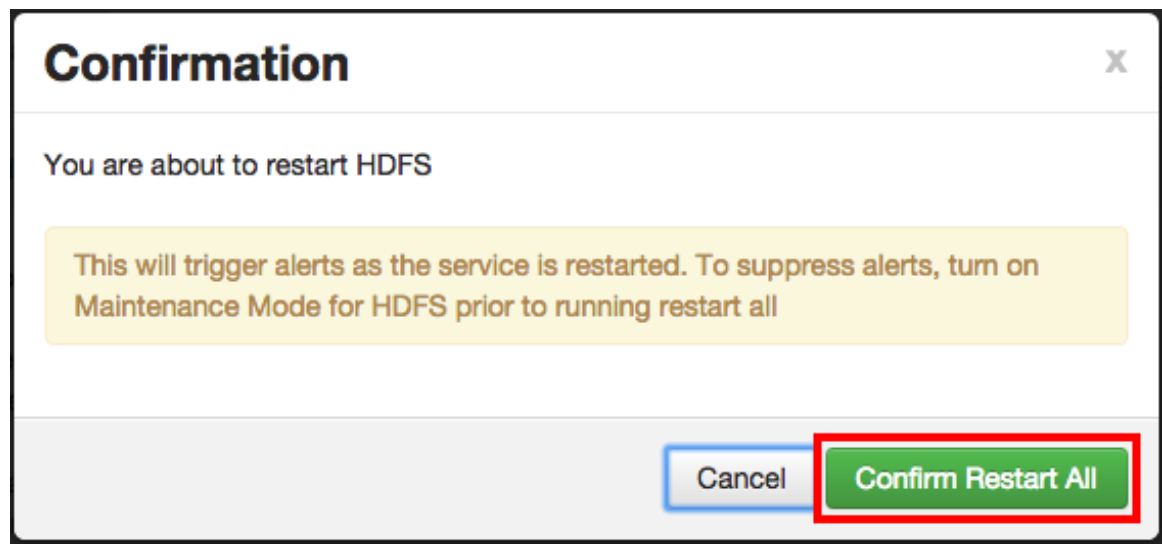 Confirmation
x
You are about to restart HDFS
This will trigger alerts as the service is restarted. To suppress alerts, turn on
Maintenance Mode for HDFS prior to running restart all
Cancel
Confirm Restart All